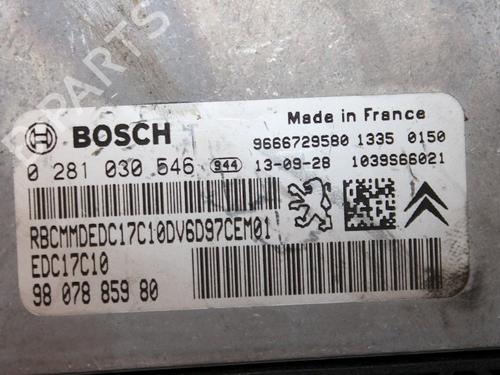 BOSCH
Made in France
9666729580 1335 0150
0 281 030 546 944 13-09-28 1039S66021
RBCMMDEDC17C10DV6D97CEM01
EDC17C10
98 078 859 80
B PARTS